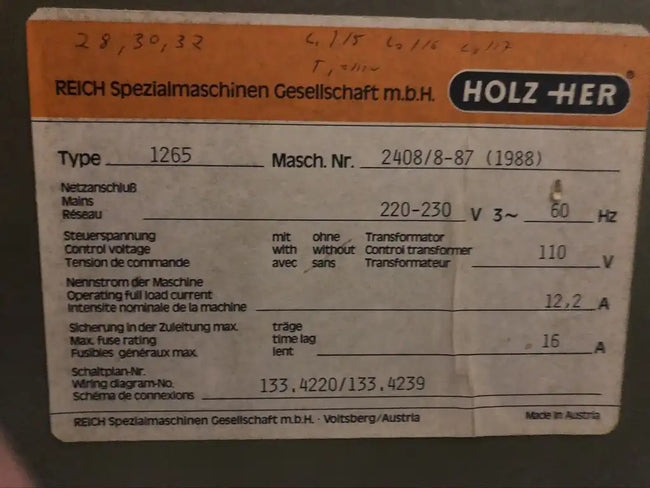 28,30,32
REICH Spezialmaschinen Gesellschaft m.b.H. HOLZ-HER®
Type 1265 Masch. Nr. 2408/8-87 (1988)
Netzanschluß
Mains
Réseau 220-230 V 3~ 60 Hz
Steuerspannung mit ohne Transformator
Control voltage with without Control transformer 110
Tension de commande avec sans Transformateur V
Nennstrom der Maschine
Operating full load current 12,2 A
Intensite nominale de la machine
Sicherung in der Zuleitung max. träge
Max. fuse rating time lag 16 A
Fusibles généraux max. lent
Schaltplan-Nr.
Wiring diagram-No. 133.4220/133.4239
Schéma de connexions
REICH Spezialmaschinen Gesellschaft m.b.H. · Voitsberg/Austria Made in Austria